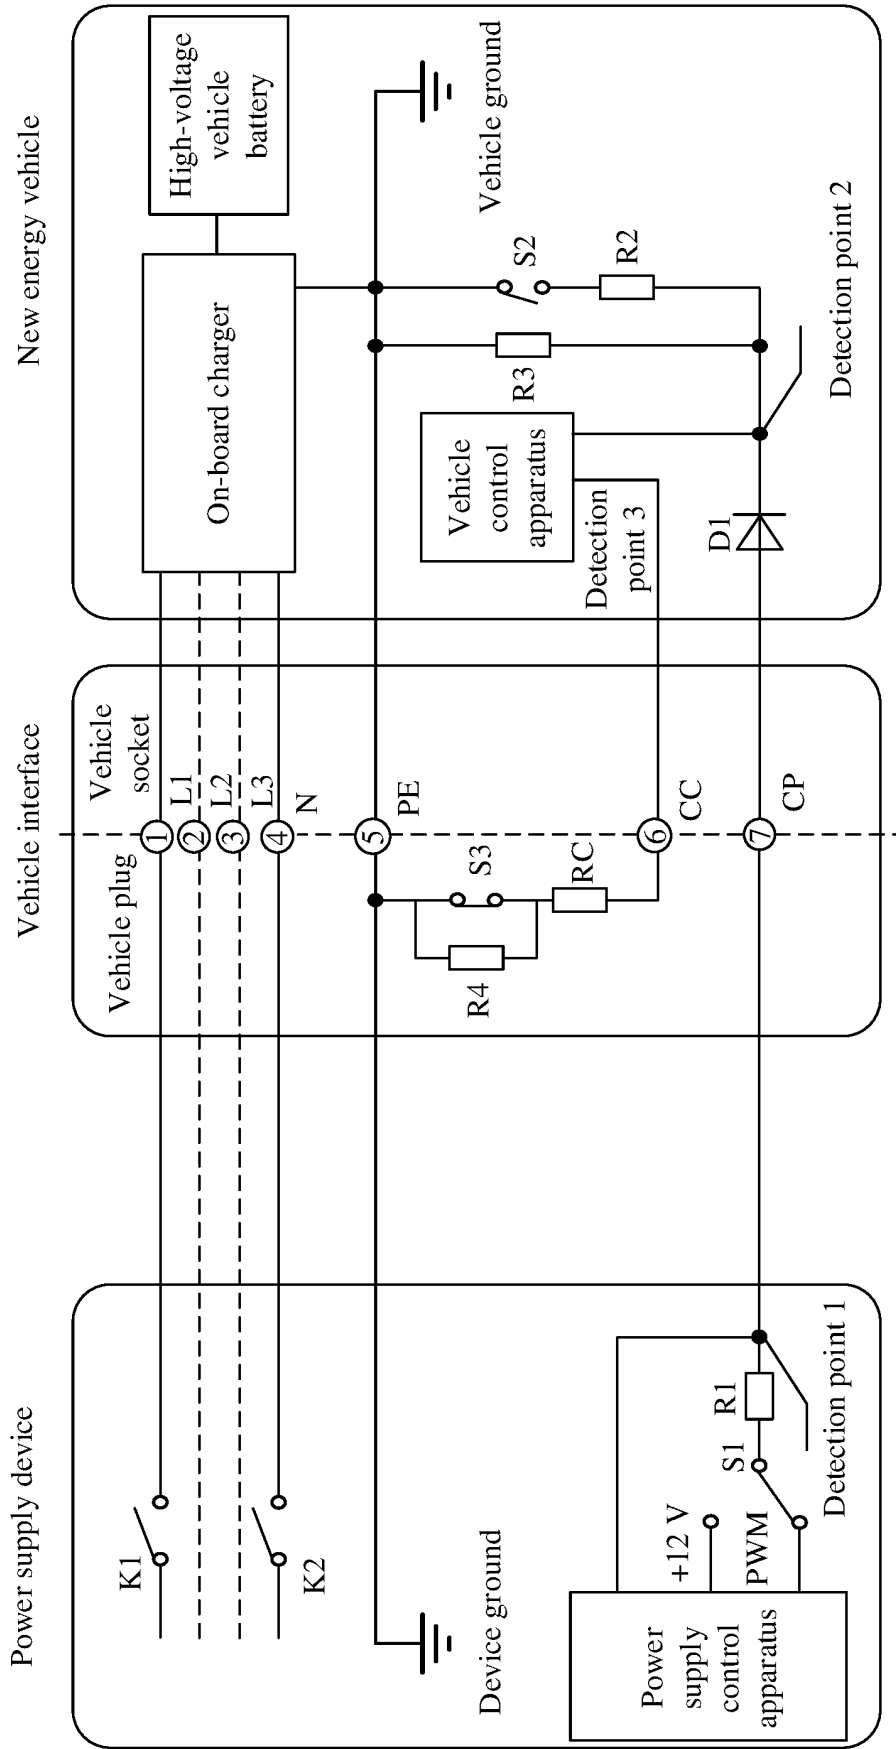 Power supply device
Vehicle interface
New energy vehicle
K1
K2
Device ground
Power
supply
control
apparatus
+12 V
PWM
S1
R1
Detection point 1
Vehicle plug
Vehicle
socket
1
2
3
4
5
6
7
L1
L2
L3
N
PE
CC
CP
R4
S3
RC
On-board charger
High-voltage
vehicle
battery
Vehicle ground
Vehicle
control
apparatus
Detection
point 3
R3
S2
R2
D1
Detection point 2